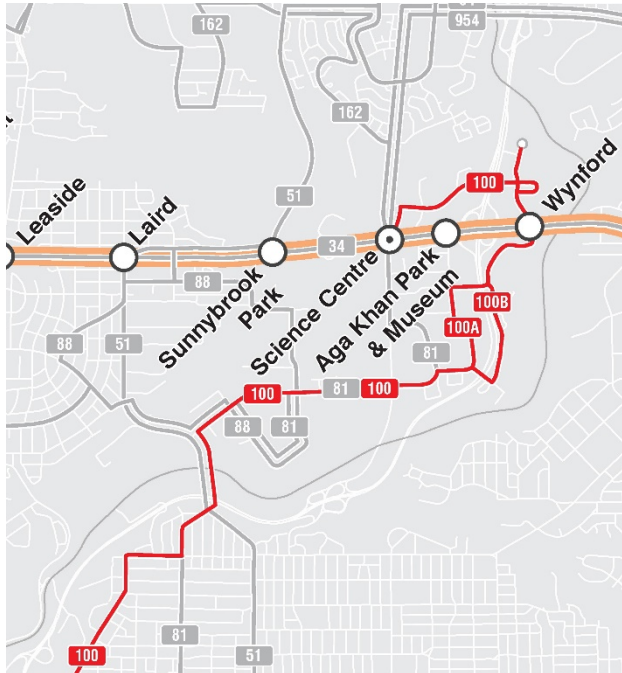 162
954
162
100
51
Wynford
Leaside
Laird
34
88
Sunnybrook
Park
Science Centre
Aga Khan Park
& Museum
100B
100A
88
51
81
100
81
100
88
81
81
51
100